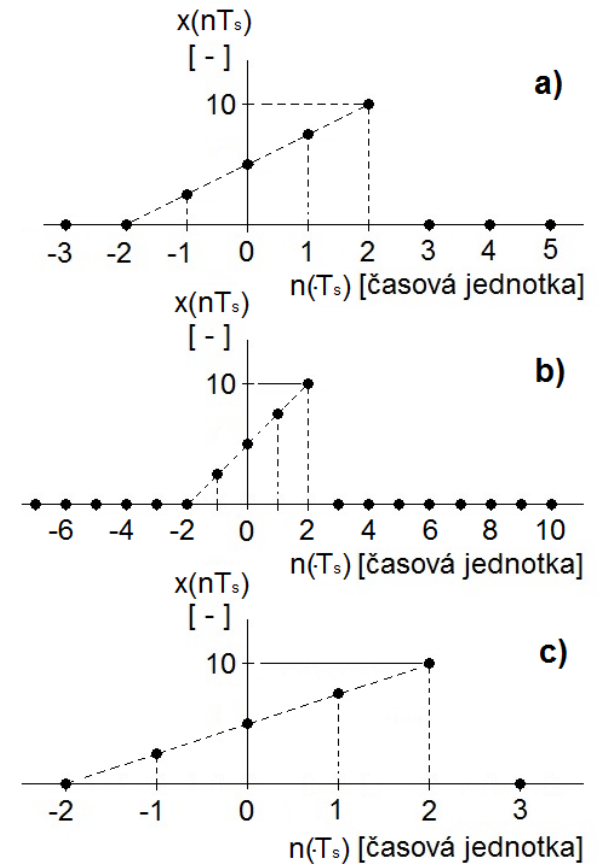 x(nTₛ)
[ - ]
a)
10
-3 -2 -1 0 1 2 3 4 5
n(·Tₛ) [časová jednotka]
x(nTₛ)
[ - ]
b)
10
-6 -4 -2 0 2 4 6 8 10
n(·Tₛ) [časová jednotka]
x(nTₛ)
[ - ]
c)
10
-2 -1 0 1 2 3
n(·Tₛ) [časová jednotka]